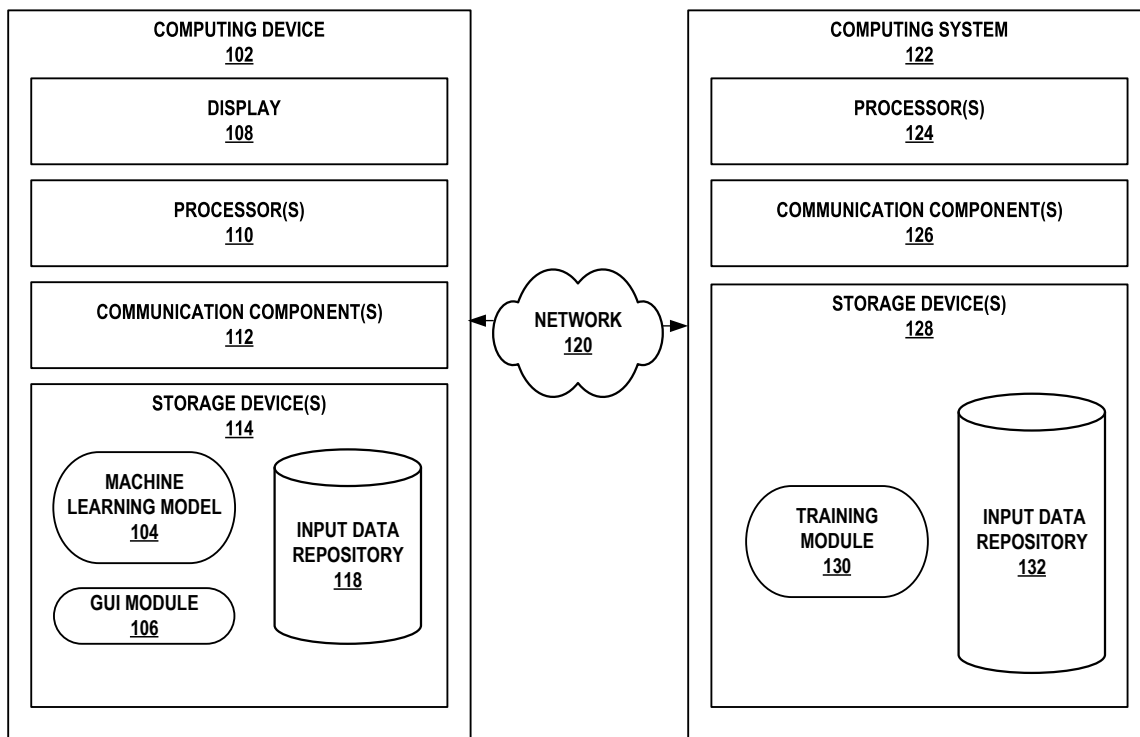 COMPUTING DEVICE
102
DISPLAY
108
PROCESSOR(S)
110
COMMUNICATION COMPONENT(S)
112
STORAGE DEVICE(S)
114
MACHINE
LEARNING MODEL
104
GUI MODULE
106
INPUT DATA
REPOSITORY
118
NETWORK
120
COMPUTING SYSTEM
122
PROCESSOR(S)
124
COMMUNICATION COMPONENT(S)
126
STORAGE DEVICE(S)
128
TRAINING
MODULE
130
INPUT DATA
REPOSITORY
132